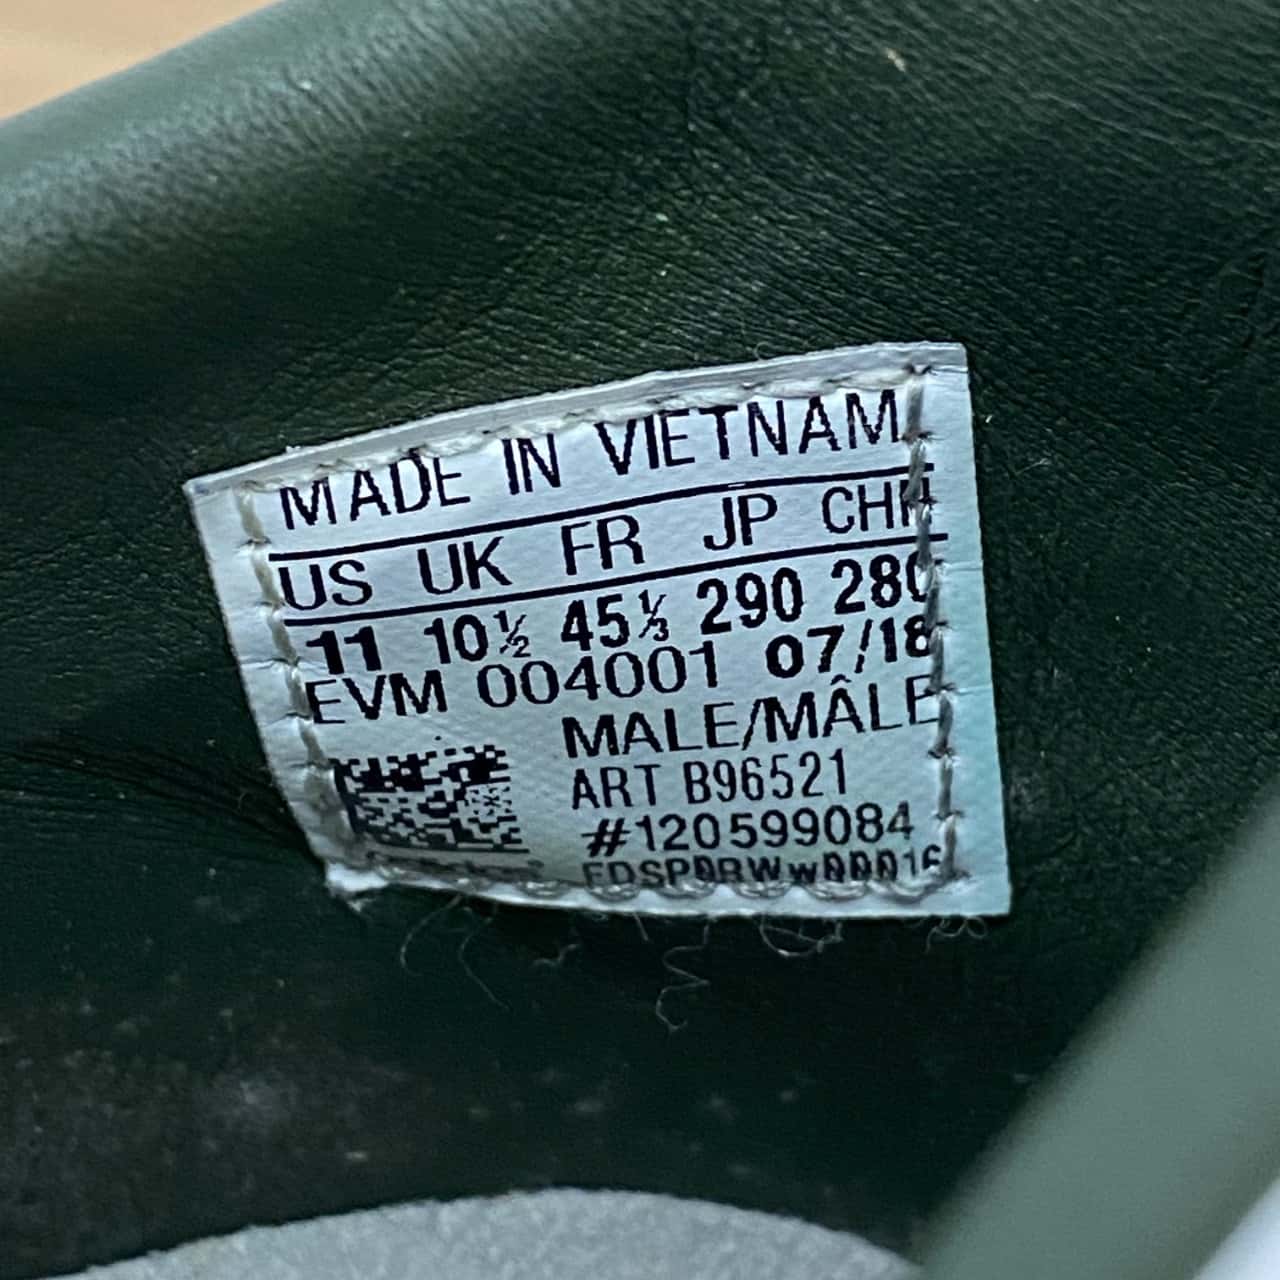 MADE IN VIETNAM
US UK FR JP CHN
11 10½ 45⅓ 290 280
EVM 004001 07/18
MALE/MÂLE
ART B96521
#120599084